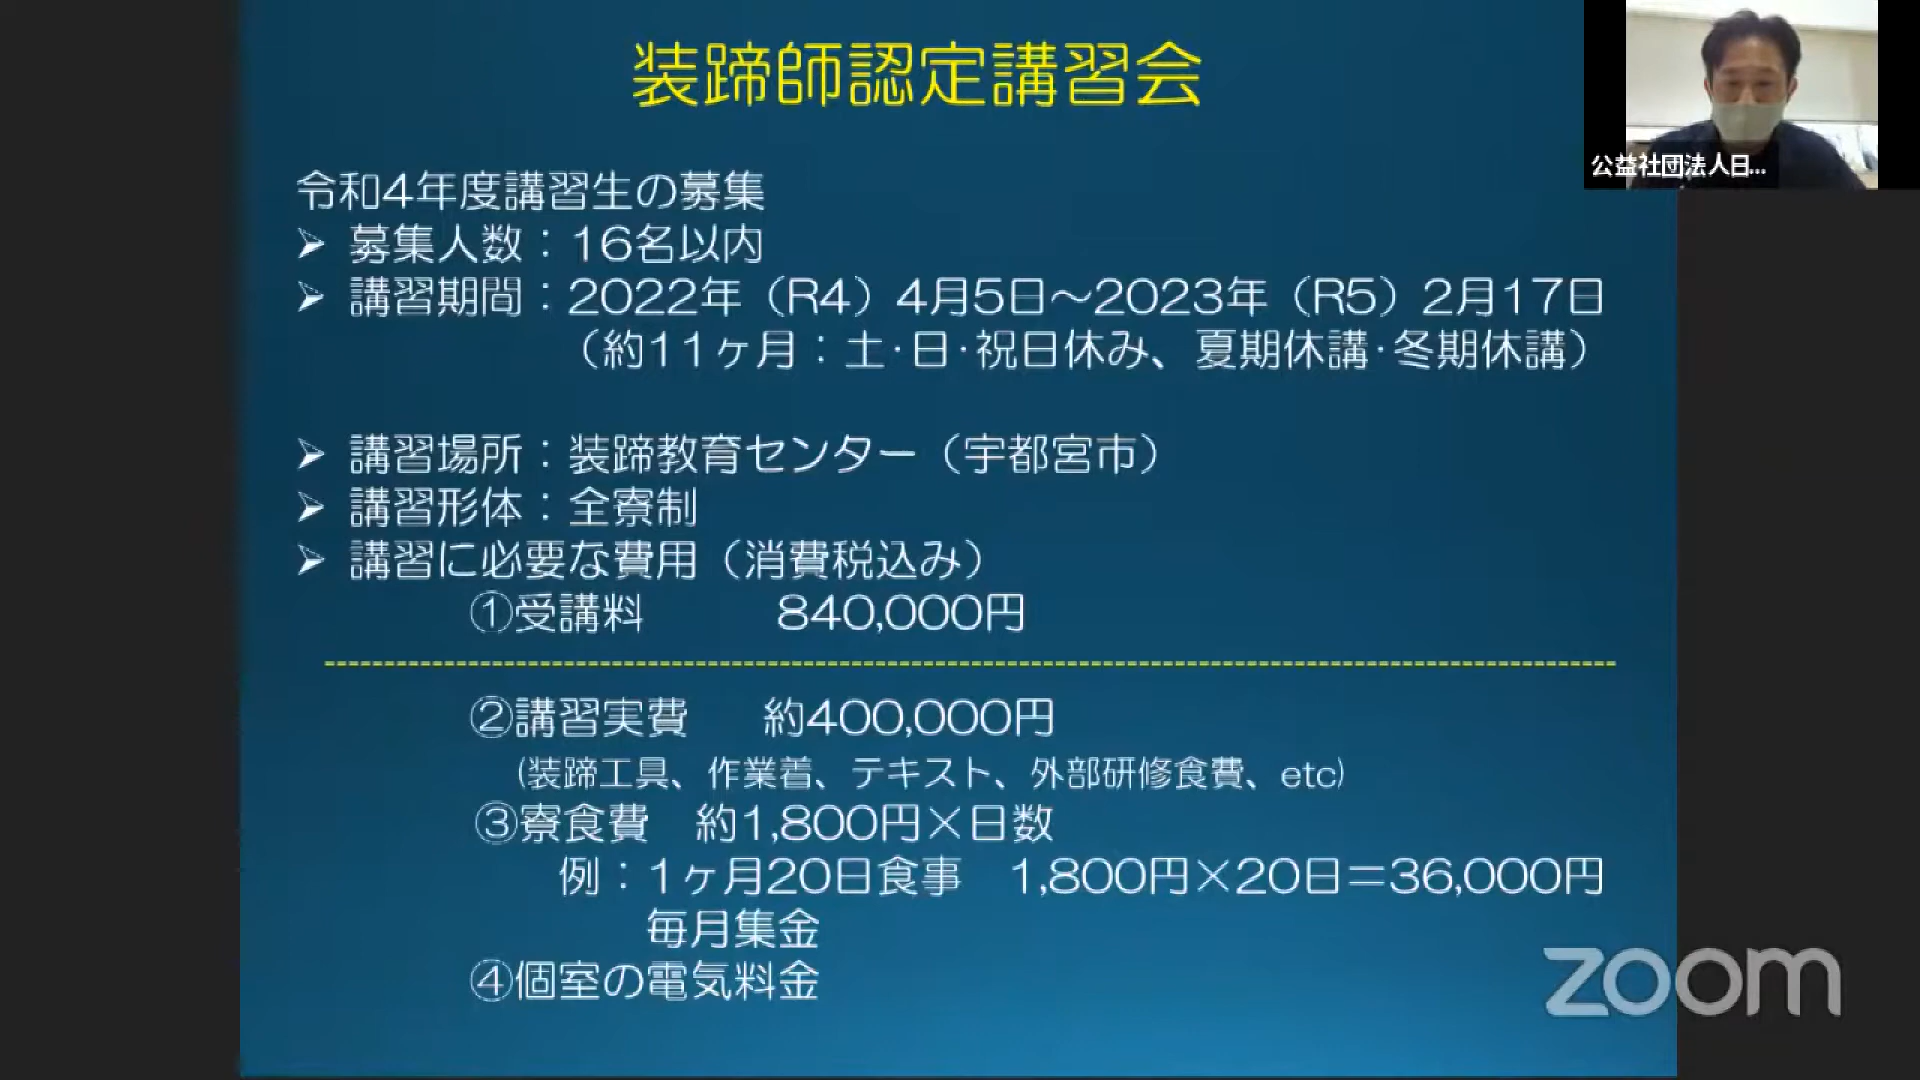 装蹄師認定講習会
公益社団法人日...
令和4年度講習生の募集
➢ 募集人数：16名以内
➢ 講習期間：2022年（R4）4月5日～2023年（R5）2月17日
（約11ヶ月：土･日･祝日休み、夏期休講･冬期休講）
➢ 講習場所：装蹄教育センター（宇都宮市）
➢ 講習形体：全寮制
➢ 講習に必要な費用（消費税込み）
①受講料 840,000円
②講習実費 約400,000円
(装蹄工具、作業着、テキスト、外部研修食費、etc)
③寮食費 約1,800円×日数
例：1ヶ月20日食事 1,800円×20日＝36,000円
毎月集金
④個室の電気料金
zoom